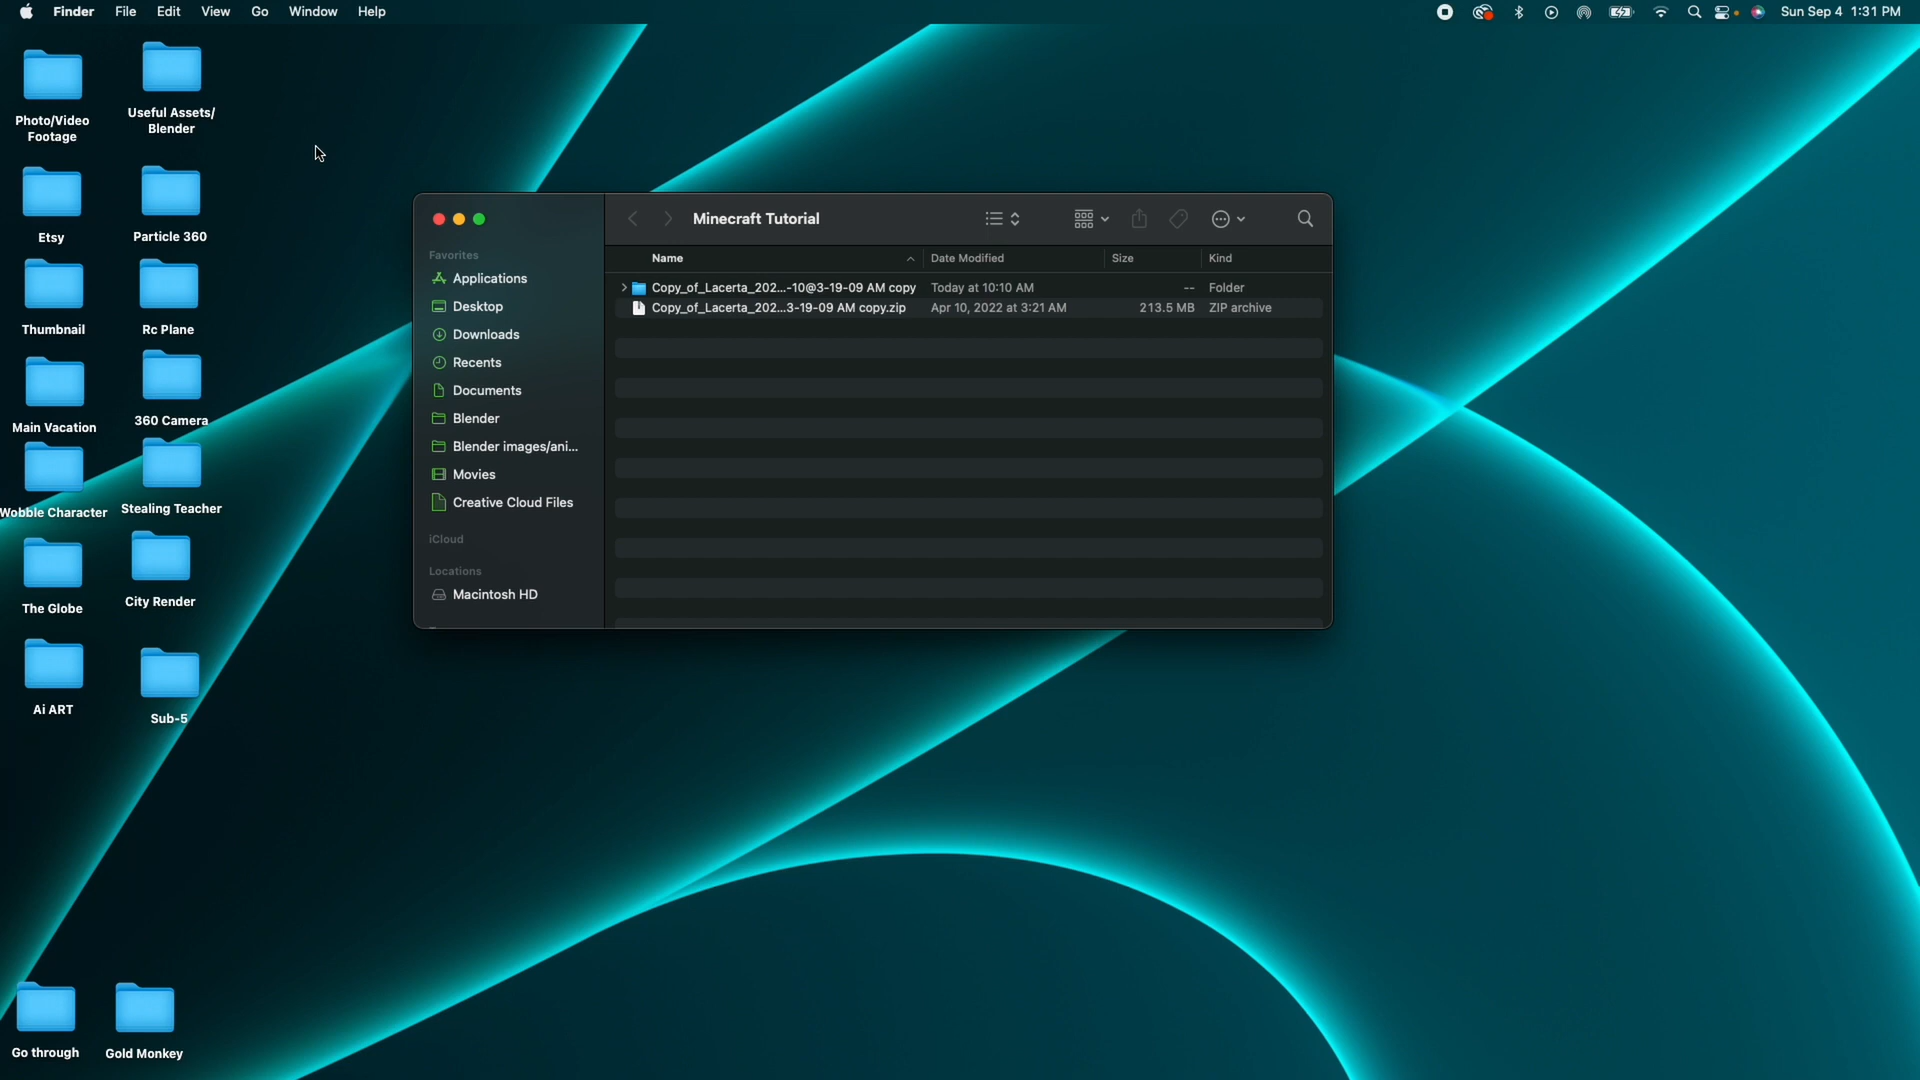 Finder File Edit View Go Window Help
Sun Sep 4 1:31 PM
Photo/Video
Footage
Useful Assets/
Blender
Etsy
Particle 360
Thumbnail
Rc Plane
Main Vacation
360 Camera
Wobble Character
Stealing Teacher
The Globe
City Render
Ai ART
Sub-5
Go through
Gold Monkey
Favorites
Applications
Desktop
Downloads
Recents
Documents
Blender
Blender images/ani...
Movies
Creative Cloud Files
iCloud
Locations
Macintosh HD
Minecraft Tutorial
Name Date Modified Size Kind
Copy_of_Lacerta_202...-10@3-19-09 AM copy Today at 10:10 AM -- Folder
Copy_of_Lacerta_202...3-19-09 AM copy.zip Apr 10, 2022 at 3:21 AM 213.5 MB ZIP archive